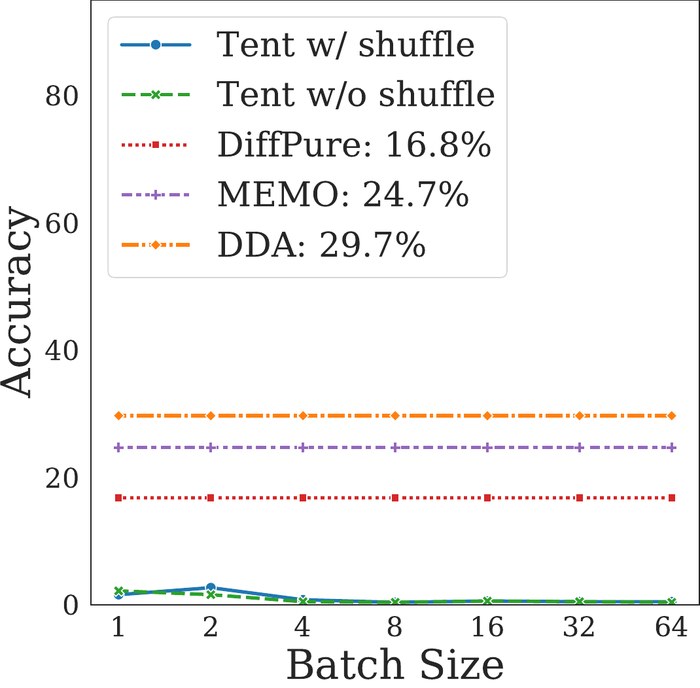 Tent w/ shuffle
Tent w/o shuffle
DiffPure: 16.8%
MEMO: 24.7%
DDA: 29.7%
Accuracy
80
60
40
20
0
1 2 4 8 16 32 64
Batch Size